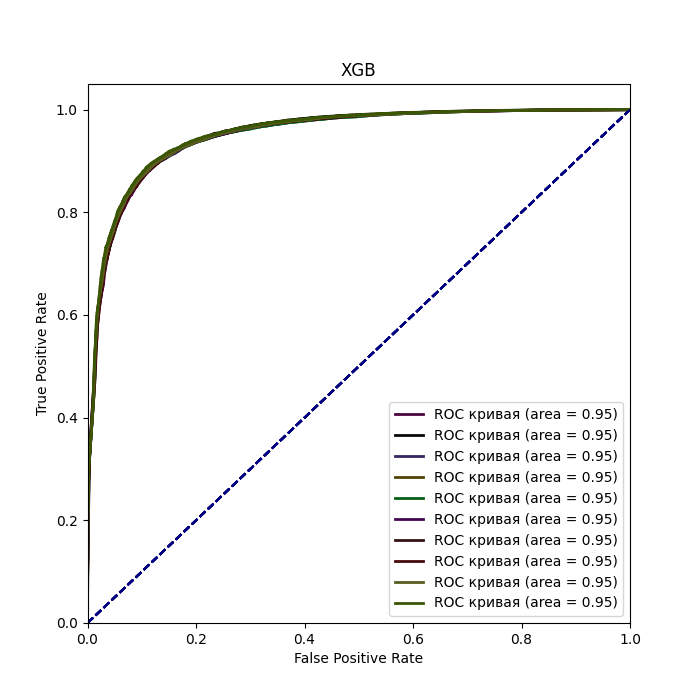 XGB
1.0
0.8
0.6
0.4
0.2
0.0
True Positive Rate
ROC кривая (area = 0.95)
ROC кривая (area = 0.95)
ROC кривая (area = 0.95)
ROC кривая (area = 0.95)
ROC кривая (area = 0.95)
ROC кривая (area = 0.95)
ROC кривая (area = 0.95)
ROC кривая (area = 0.95)
ROC кривая (area = 0.95)
ROC кривая (area = 0.95)
0.0 0.2 0.4 0.6 0.8 1.0
False Positive Rate